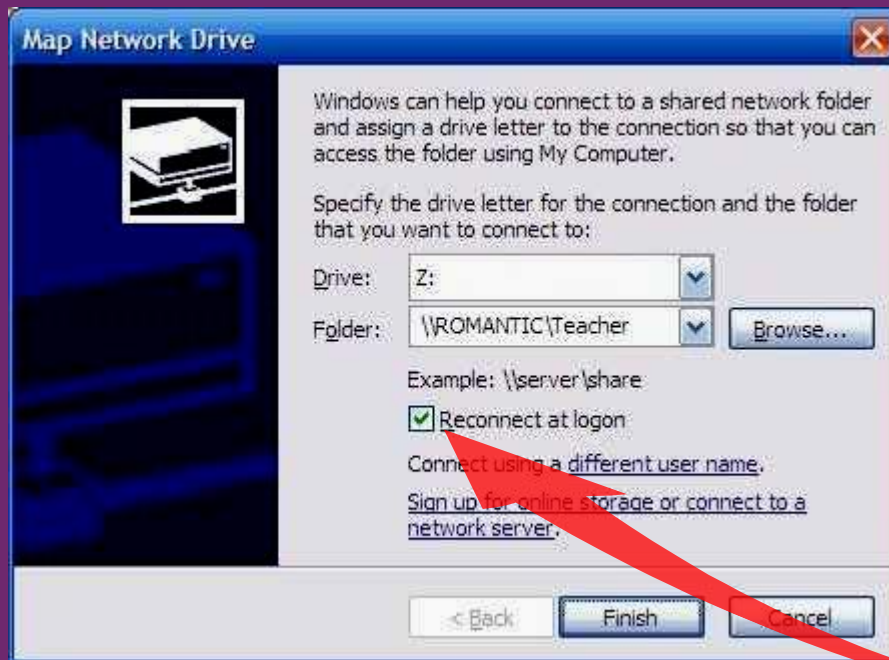 Map Network Drive
Windows can help you connect to a shared network folder
and assign a drive letter to the connection so that you can
access the folder using My Computer.
Specify the drive letter for the connection and the folder
that you want to connect to:
Drive: Z:
Folder: \\ROMANTIC\Teacher Browse...
Example: \\server\share
Reconnect at logon
Connect using a different user name.
Sign up for online storage or connect to a
network server.
< Back Finish Cancel